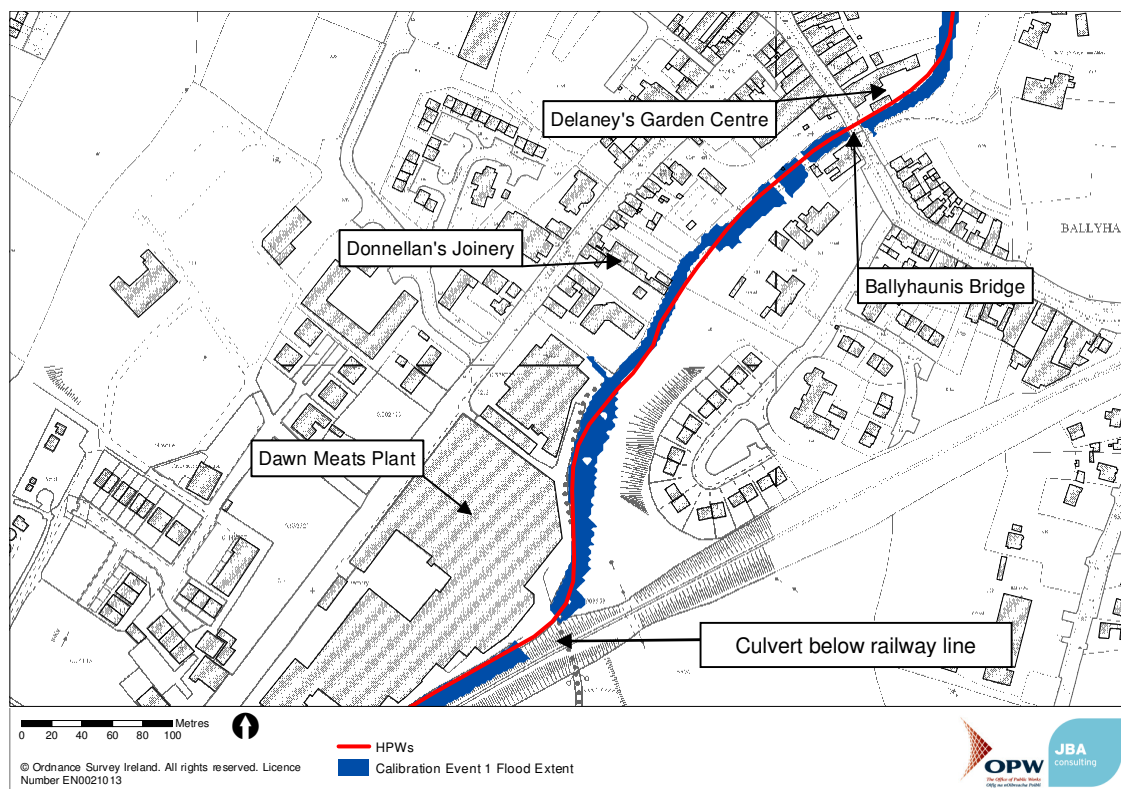 Delaney's Garden Centre
Donnellan's Joinery
BALLYHA
Ballyhaunis Bridge
Dawn Meats Plant
Culvert below railway line
Metres
0 20 40 60 80 100
HPWs
Calibration Event 1 Flood Extent
© Ordnance Survey Ireland. All rights reserved. Licence
Number EN0021013
OPW
The Office of Public Works
Oifig na nOibreacha Poiblí
JBA
consulting